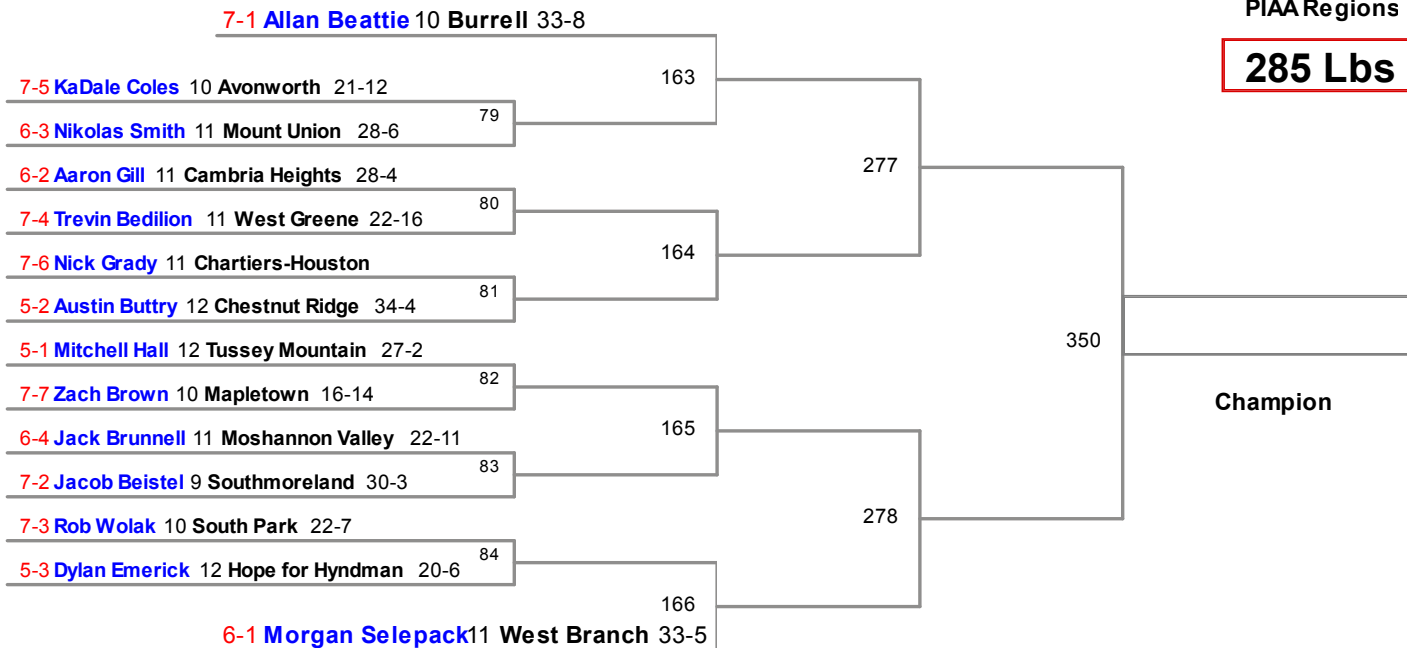 PIAA Regions
7-1 Allan Beattie 10 Burrell 33-8
285 Lbs
163
7-5 KaDale Coles 10 Avonworth 21-12
79
6-3 Nikolas Smith 11 Mount Union 28-6
277
6-2 Aaron Gill 11 Cambria Heights 28-4
80
7-4 Trevin Bedilion 11 West Greene 22-16
164
7-6 Nick Grady 11 Chartiers-Houston
81
5-2 Austin Buttry 12 Chestnut Ridge 34-4
350
5-1 Mitchell Hall 12 Tussey Mountain 27-2
82
7-7 Zach Brown 10 Mapletown 16-14
Champion
165
6-4 Jack Brunnell 11 Moshannon Valley 22-11
83
7-2 Jacob Beistel 9 Southmoreland 30-3
278
7-3 Rob Wolak 10 South Park 22-7
84
5-3 Dylan Emerick 12 Hope for Hyndman 20-6
166
6-1 Morgan Selepack11 West Branch 33-5